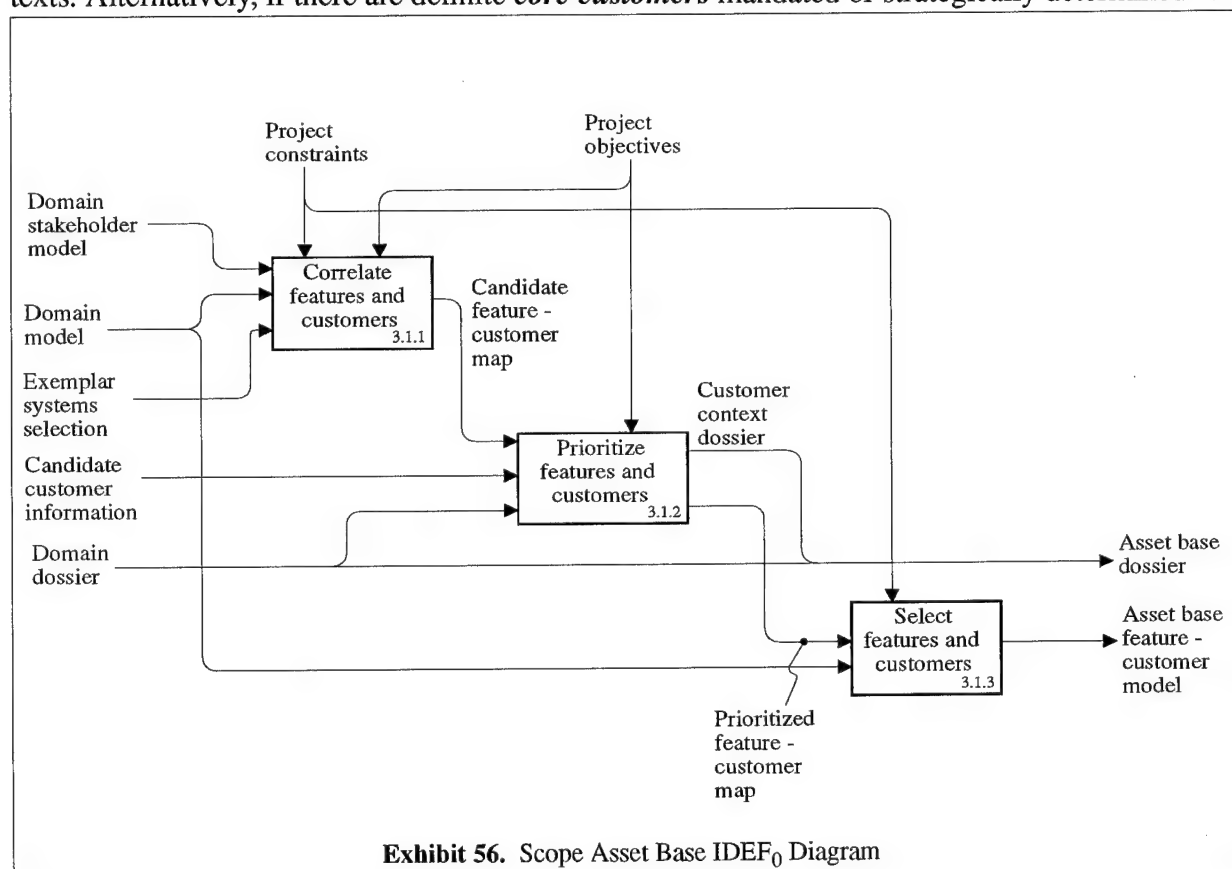 texts. Alternatively, if there are definite core customers mandated or strategically determined
Project
constraints
Project
objectives
Domain
stakeholder
model
Correlate
features and
customers
3.1.1
Candidate
feature -
customer
map
Domain
model
Exemplar
systems
selection
Customer
context
dossier
Prioritize
features and
customers
3.1.2
Candidate
customer
information
Domain
dossier
Asset base
dossier
Select
features and
customers
3.1.3
Asset base
feature -
customer
model
Prioritized
feature -
customer
map
Exhibit 56. Scope Asset Base IDEF0 Diagram